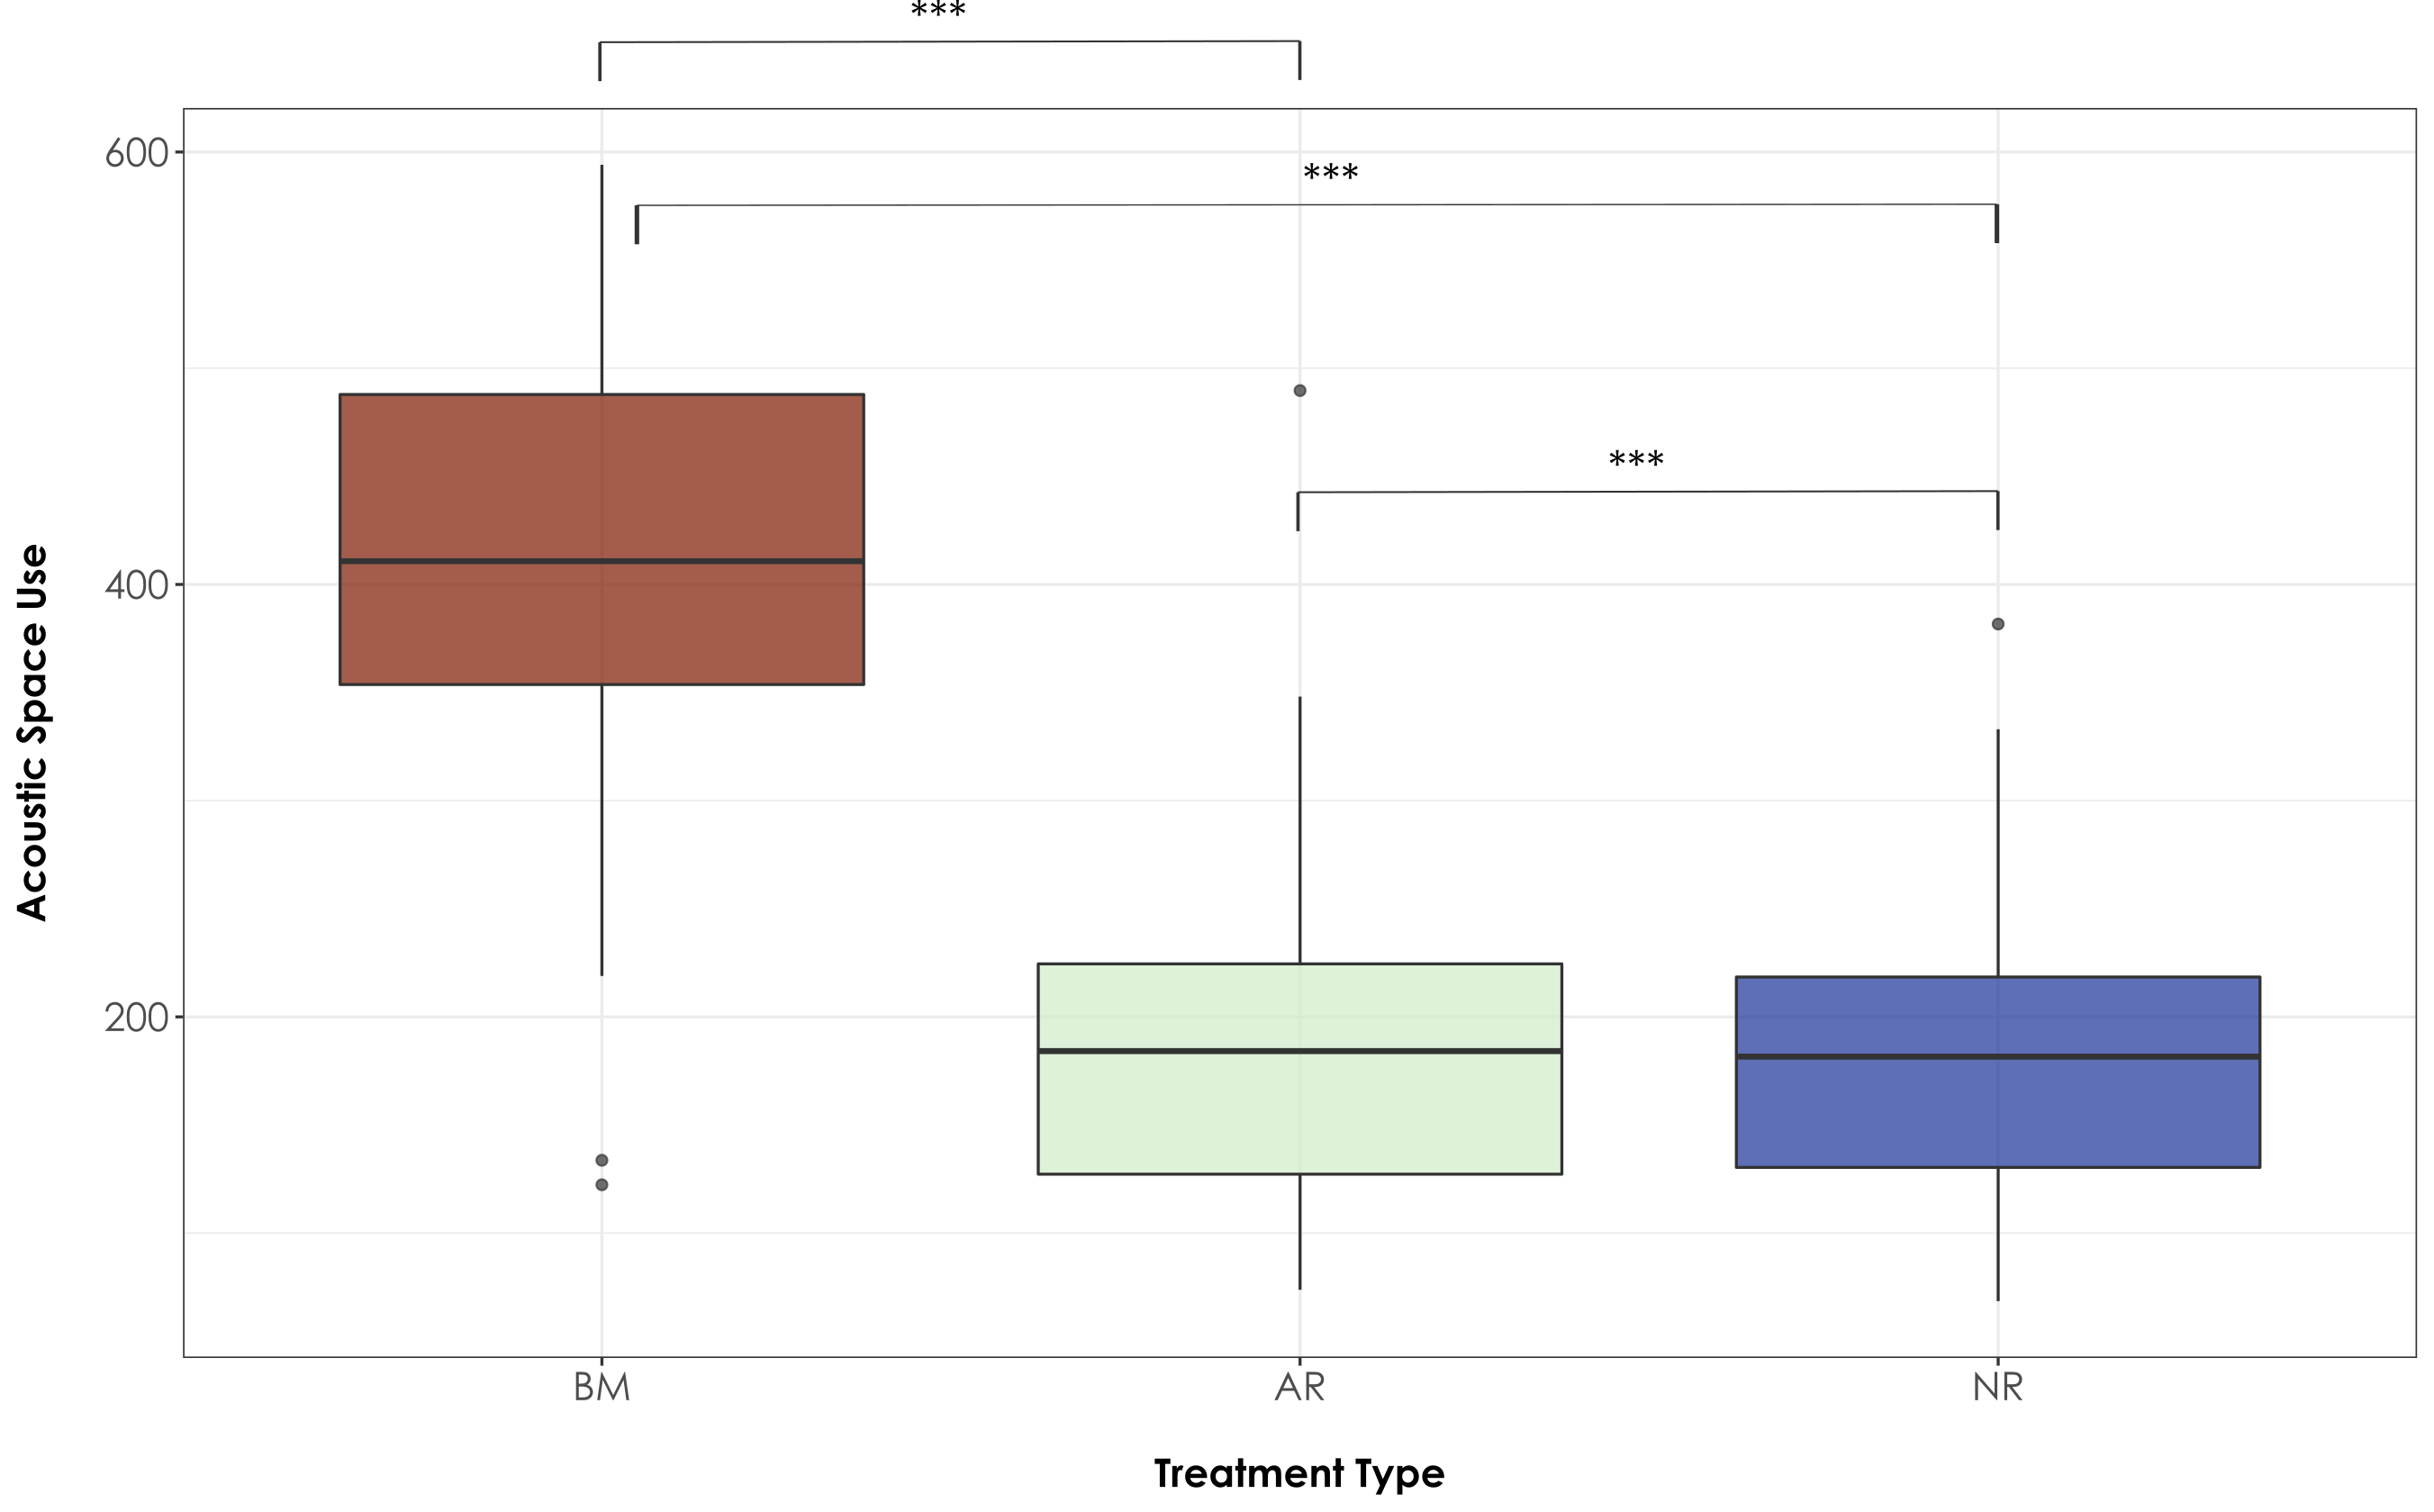 ***
600
***
***
400
200
Acoustic Space Use
BM
AR
NR
Treatment Type